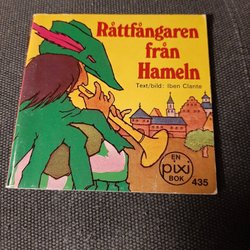 Råttfångaren
från
Hameln
Text/bild: Iben Clante
EN
pixi
BOK
435